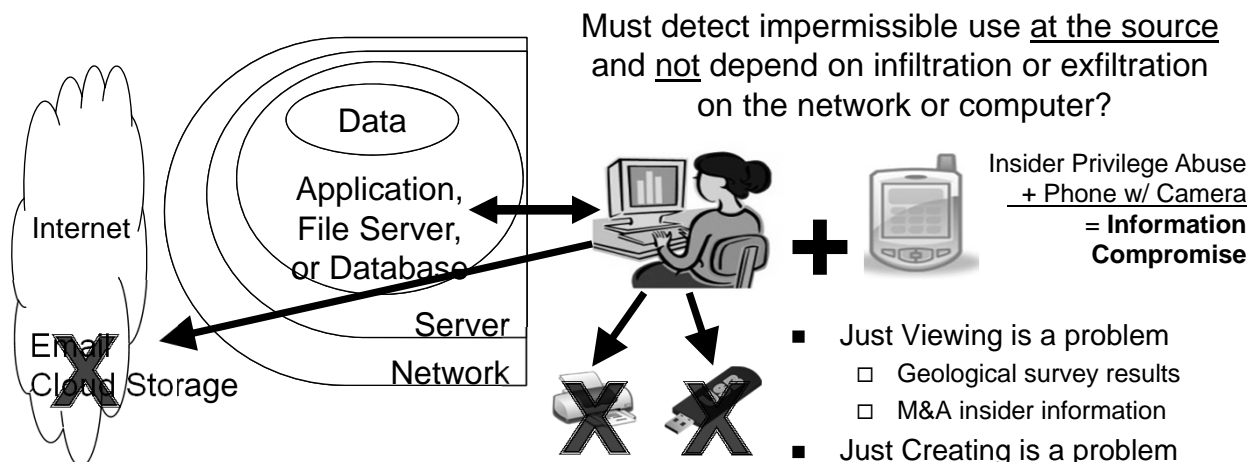 Must detect impermissible use at the source
and not depend on infiltration or exfiltration
on the network or computer?
Data
Application,
File Server,
or Database
Server
Network
Internet
Email
Cloud Storage
Insider Privilege Abuse
+ Phone w/ Camera
= Information
Compromise
■ Just Viewing is a problem
□ Geological survey results
□ M&A insider information
■ Just Creating is a problem